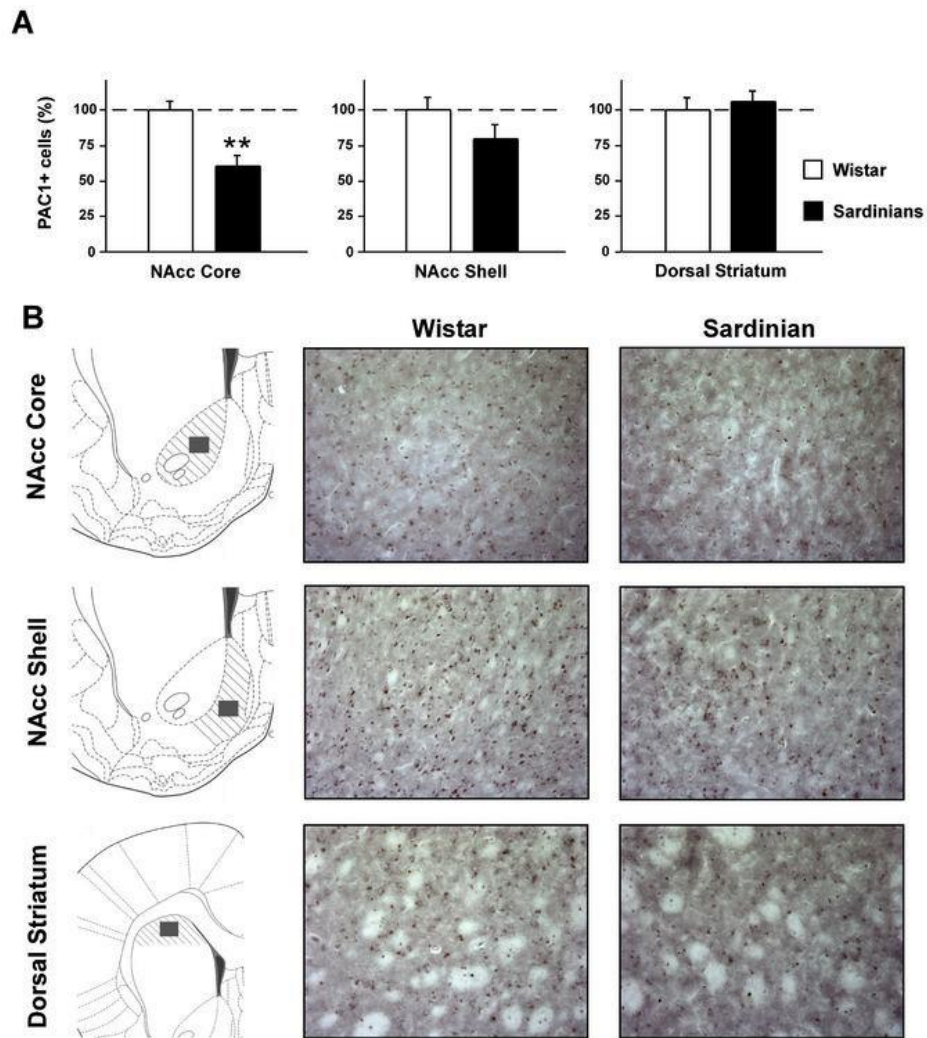 A
PAC1+ cells (%)
100
75
50
25
0
**
NAcc Core
100
75
50
25
0
NAcc Shell
100
75
50
25
0
Dorsal Striatum
Wistar
Sardinians
B
Wistar
Sardinian
NAcc Core
NAcc Shell
Dorsal Striatum